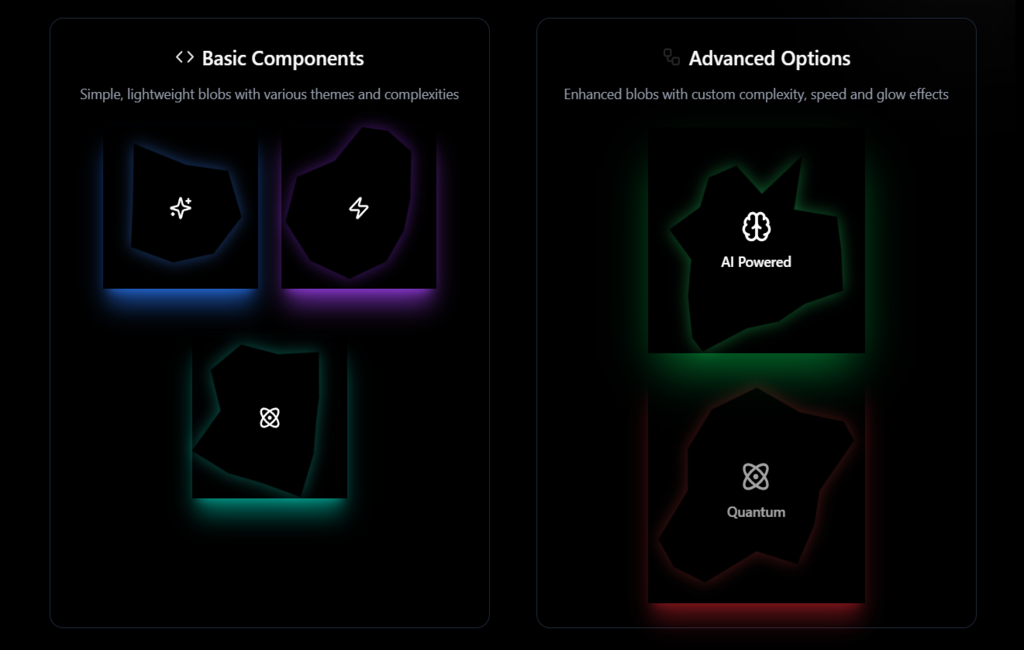 Basic Components
Simple, lightweight blobs with various themes and complexities
Advanced Options
Enhanced blobs with custom complexity, speed and glow effects
AI Powered
Quantum